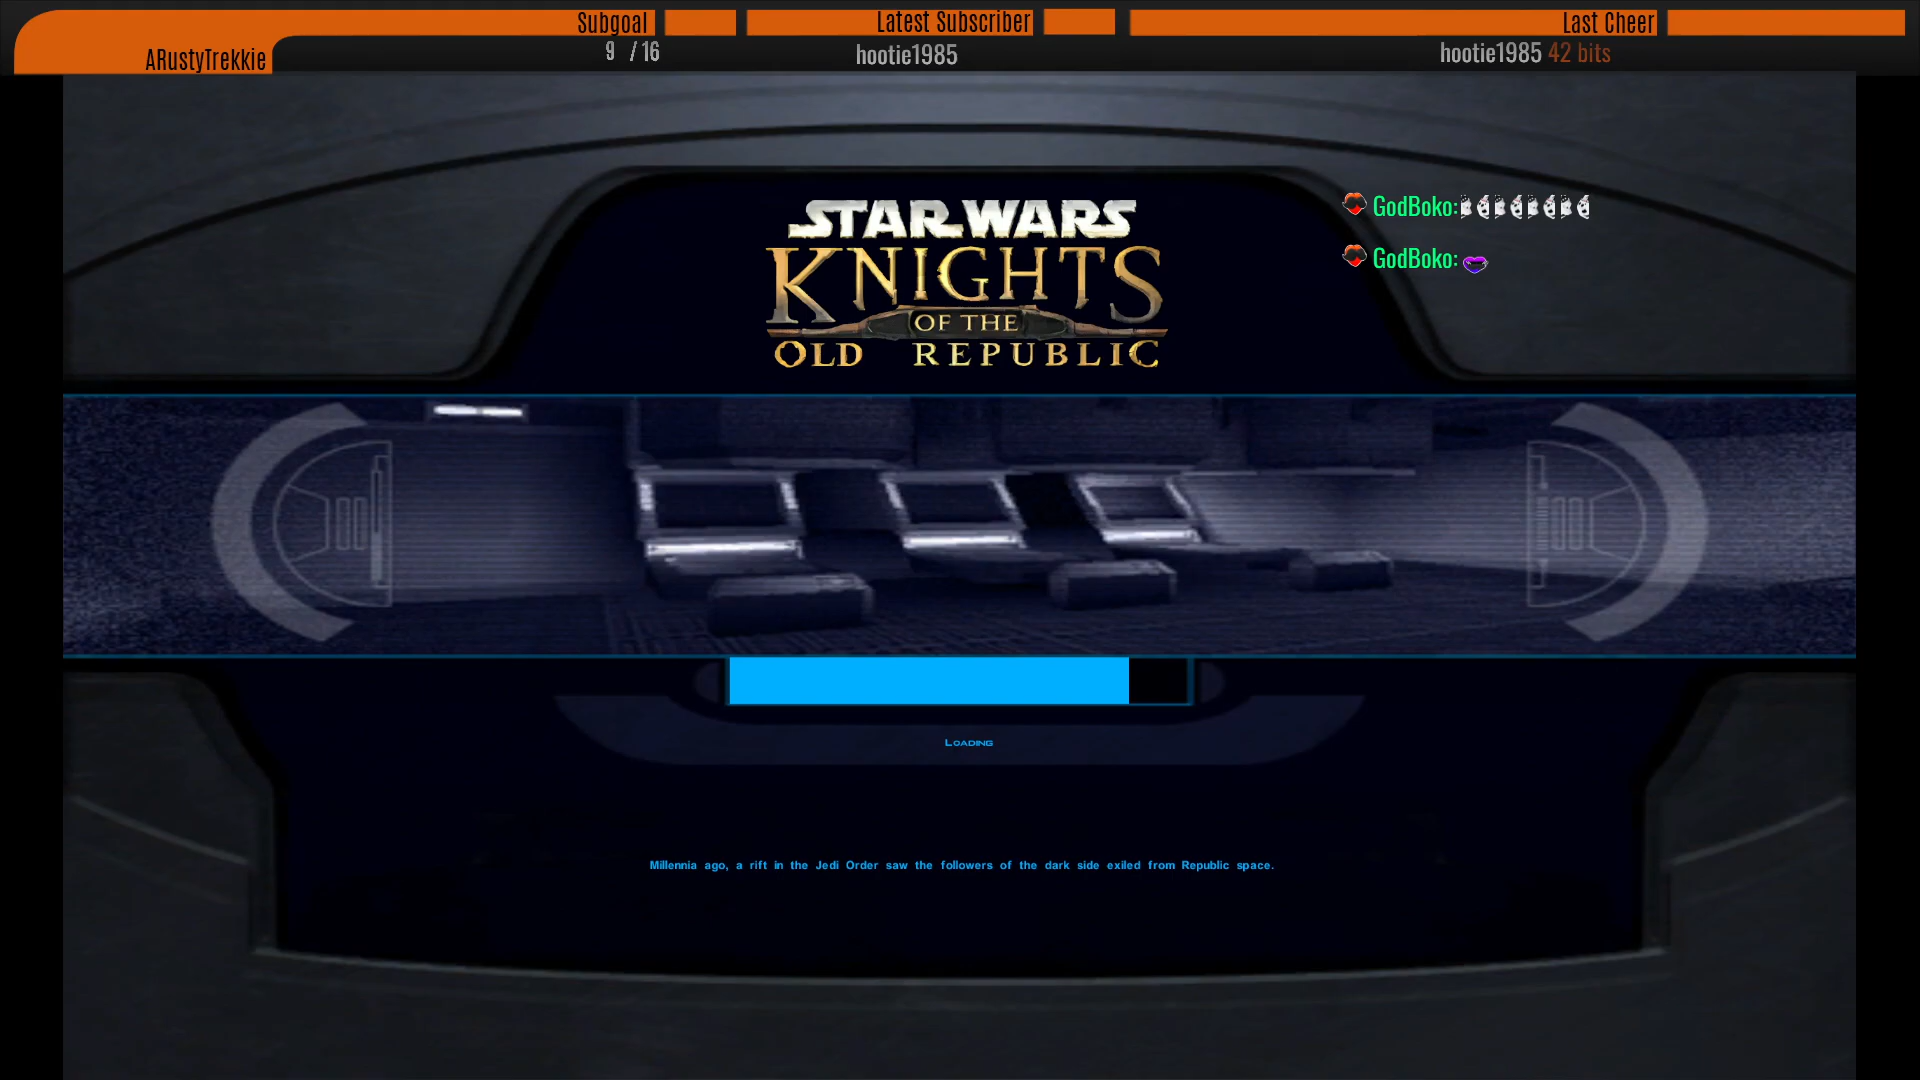 Subgoal
Latest Subscriber
Last Cheer
ARustyTrekkie
9 / 16
hootie1985
hootie1985 42 bits
STAR WARS
KNIGHTS
OF THE
OLD REPUBLIC
GodBoko:
GodBoko:
LOADING
Millennia ago, a rift in the Jedi Order saw the followers of the dark side exiled from Republic space.